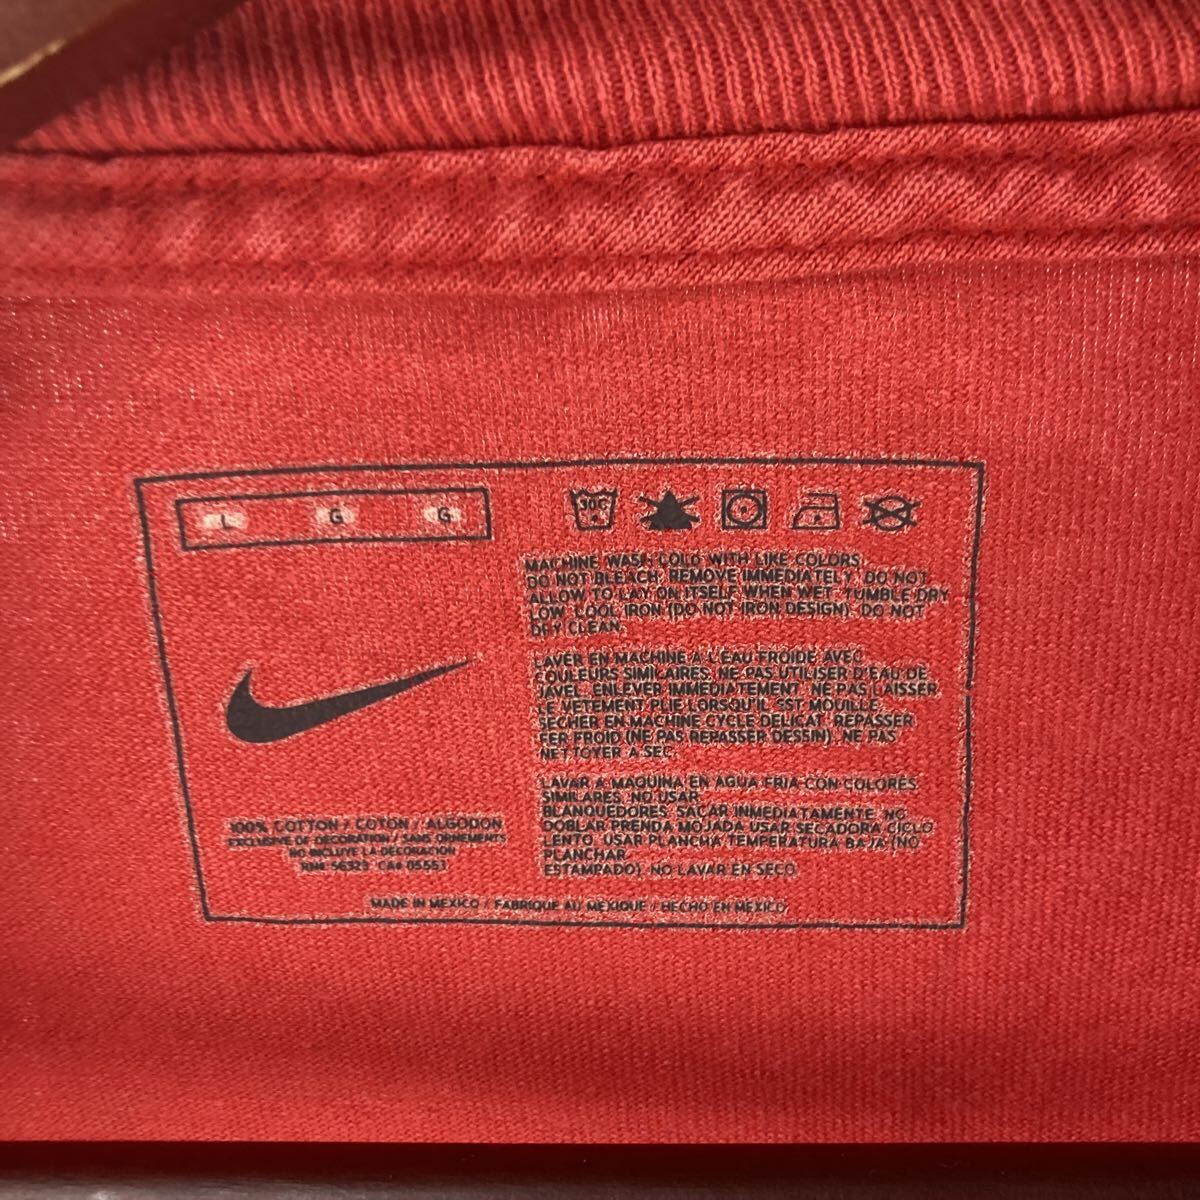 L G G
30°C
MACHINE WASH COLD WITH LIKE COLORS.
DO NOT BLEACH. REMOVE IMMEDIATELY. DO NOT
ALLOW TO LAY ON ITSELF WHEN WET. TUMBLE DRY
LOW. COOL IRON (DO NOT IRON DESIGN). DO NOT
DRY CLEAN.
LAVER EN MACHINE A L'EAU FROIDE AVEC
COULEURS SIMILAIRES. NE PAS UTILISER D'EAU DE
JAVEL. ENLEVER IMMEDIATEMENT. NE PAS LAISSER
LE VETEMENT PLIE LORSQU'IL EST MOUILLE.
SECHER EN MACHINE CYCLE DELICAT. REPASSER
FER FROID (NE PAS REPASSER DESSIN). NE PAS
NETTOYER A SEC.
LAVAR A MAQUINA EN AGUA FRIA CON COLORES
SIMILARES. NO USAR
BLANQUEDORES. SACAR INMEDIATAMENTE. NO
DOBLAR PRENDA MOJADA USAR SECADORA CICLO
LENTO. USAR PLANCHA TEMPERATURA BAJA (NO
PLANCHAR
ESTAMPADO). NO LAVAR EN SECO.
100% COTTON / COTON / ALGODON
EXCLUSIVE OF DECORATION / SANS ORNEMENTS
NO INCLUYE LA DECORACION
RN# 56323 CA# 05553
MADE IN MEXICO / FABRIQUE AU MEXIQUE / HECHO EN MEXICO